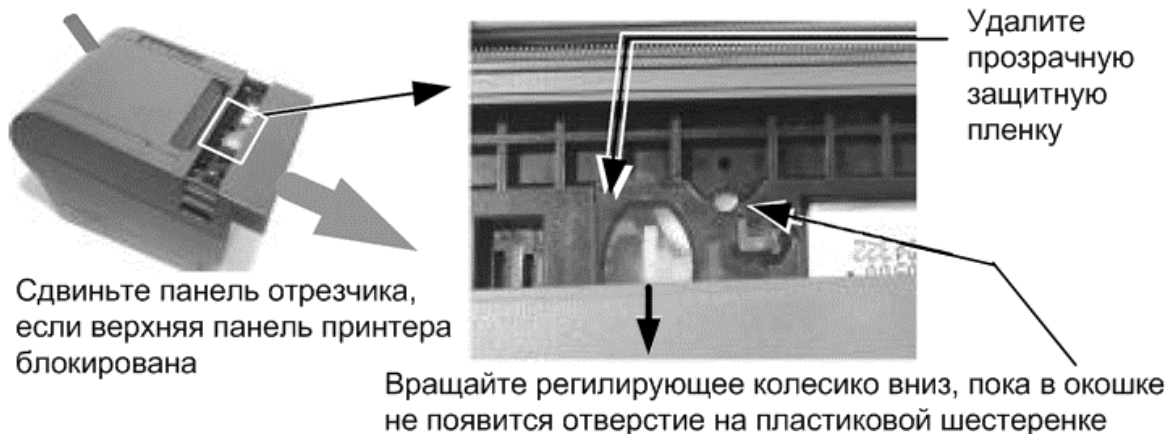 Удалите
прозрачную
защитную
пленку
Сдвиньте панель отрезчика,
если верхняя панель принтера
блокирована
Вращайте регилирующее колесико вниз, пока в окошке
не появится отверстие на пластиковой шестеренке